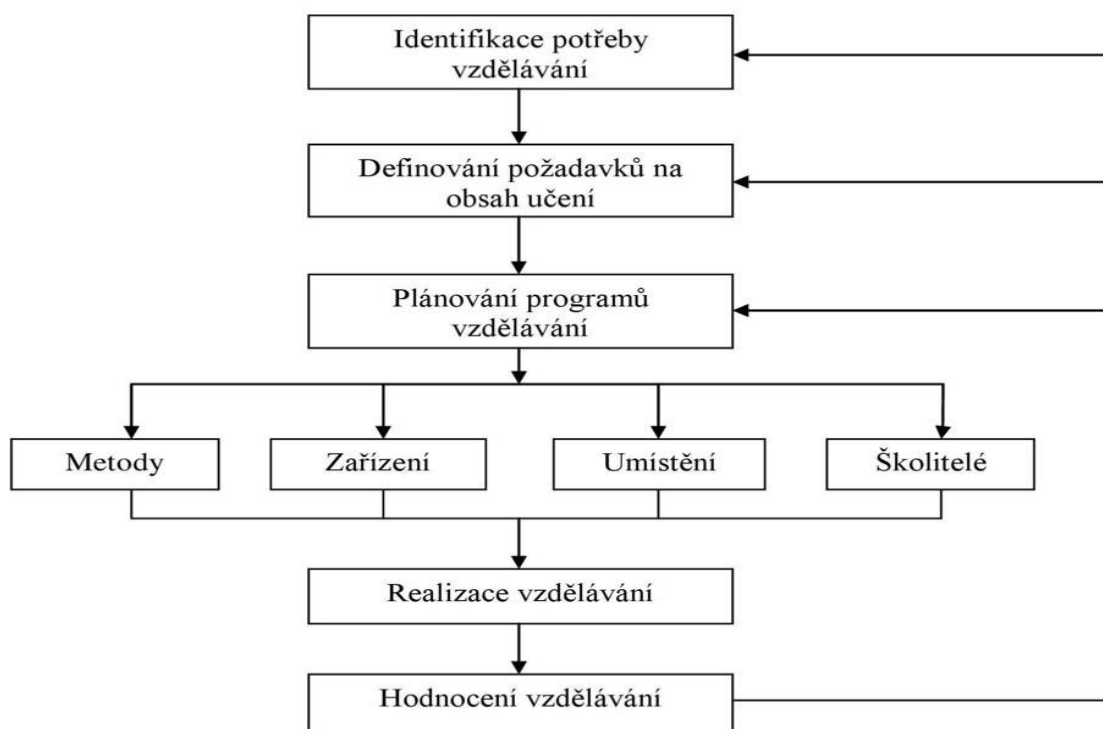 Identifikace potřeby
vzdělávání
Definování požadavků na
obsah učení
Plánování programů
vzdělávání
Metody
Zařízení
Umístění
Školitelé
Realizace vzdělávání
Hodnocení vzdělávání